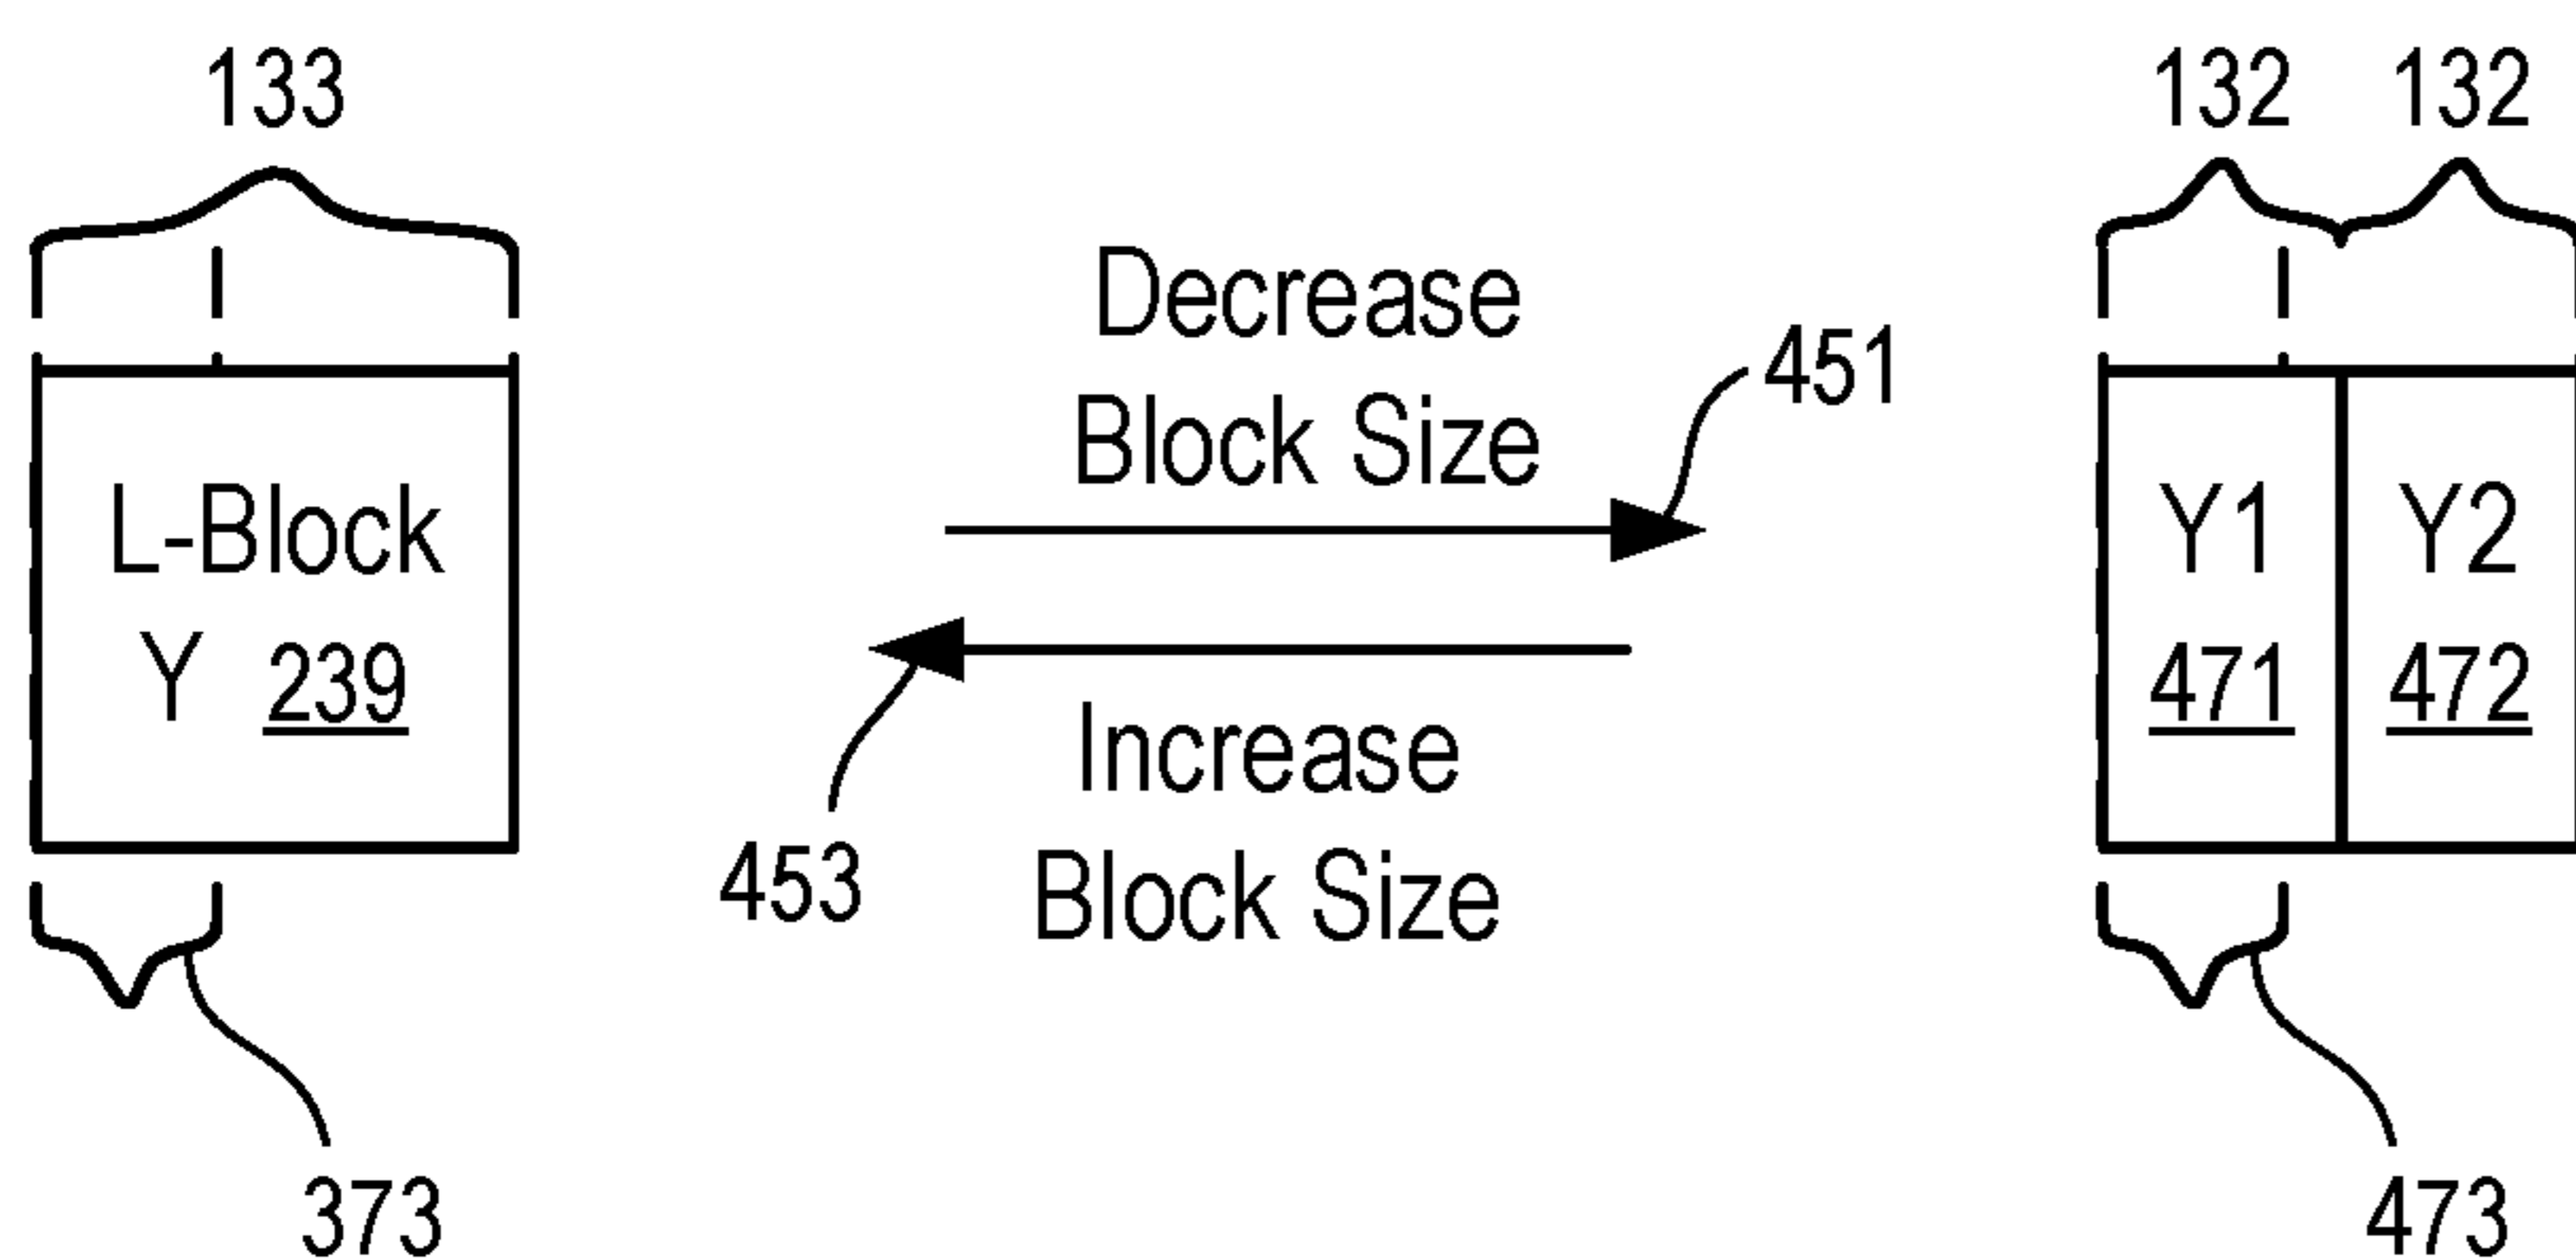 133
132 132
Decrease
Block Size
451
L-Block
Y 239
Y1 Y2
471 472
Increase
Block Size
453
373
473